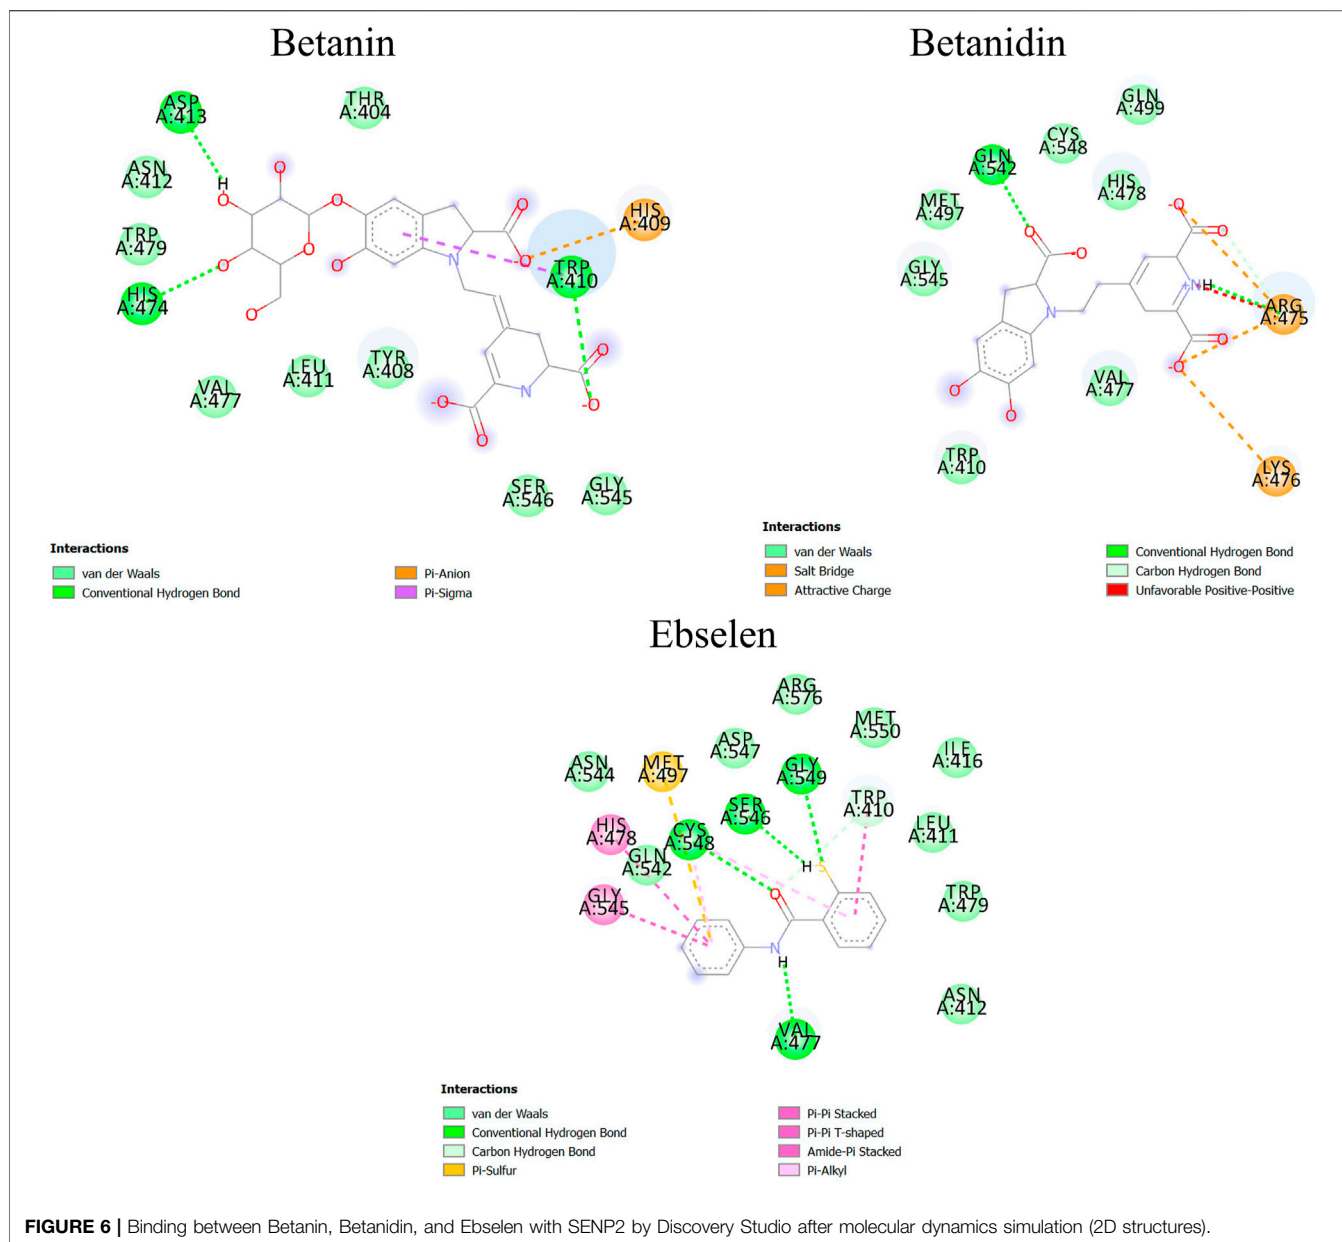 Betanin
Betanidin
ASP
A:413
THR
A:404
ASN
A:412
TRP
A:479
HIS
A:474
HIS
A:409
TRP
A:410
VAL
A:477
LEU
A:411
TYR
A:408
SER
A:546
GLY
A:545
H
O
O
O
O
O
O
O
O
-O
N
O
-O
N
-O
O
Interactions
van der Waals
Conventional Hydrogen Bond
Pi-Anion
Pi-Sigma
GLN
A:499
CYS
A:548
GLN
A:542
HIS
A:478
MET
A:497
GLY
A:545
ARG
A:475
VAL
A:477
TRP
A:410
LYS
A:476
-O
O
O
-O
N
+N H
O
-O
O
O
Interactions
van der Waals
Salt Bridge
Attractive Charge
Conventional Hydrogen Bond
Carbon Hydrogen Bond
Unfavorable Positive-Positive
Ebselen
ARG
A:576
MET
A:550
ASP
A:547
ILE
A:416
ASN
A:544
MET
A:497
GLY
A:549
TRP
A:410
SER
A:546
LEU
A:411
HIS
A:478
CYS
A:548
GLN
A:542
GLY
A:545
TRP
A:479
ASN
A:412
VAL
A:477
H S
O
N
H
Interactions
van der Waals
Conventional Hydrogen Bond
Carbon Hydrogen Bond
Pi-Sulfur
Pi-Pi Stacked
Pi-Pi T-shaped
Amide-Pi Stacked
Pi-Alkyl
FIGURE 6 | Binding between Betanin, Betanidin, and Ebselen with SENP2 by Discovery Studio after molecular dynamics simulation (2D structures).